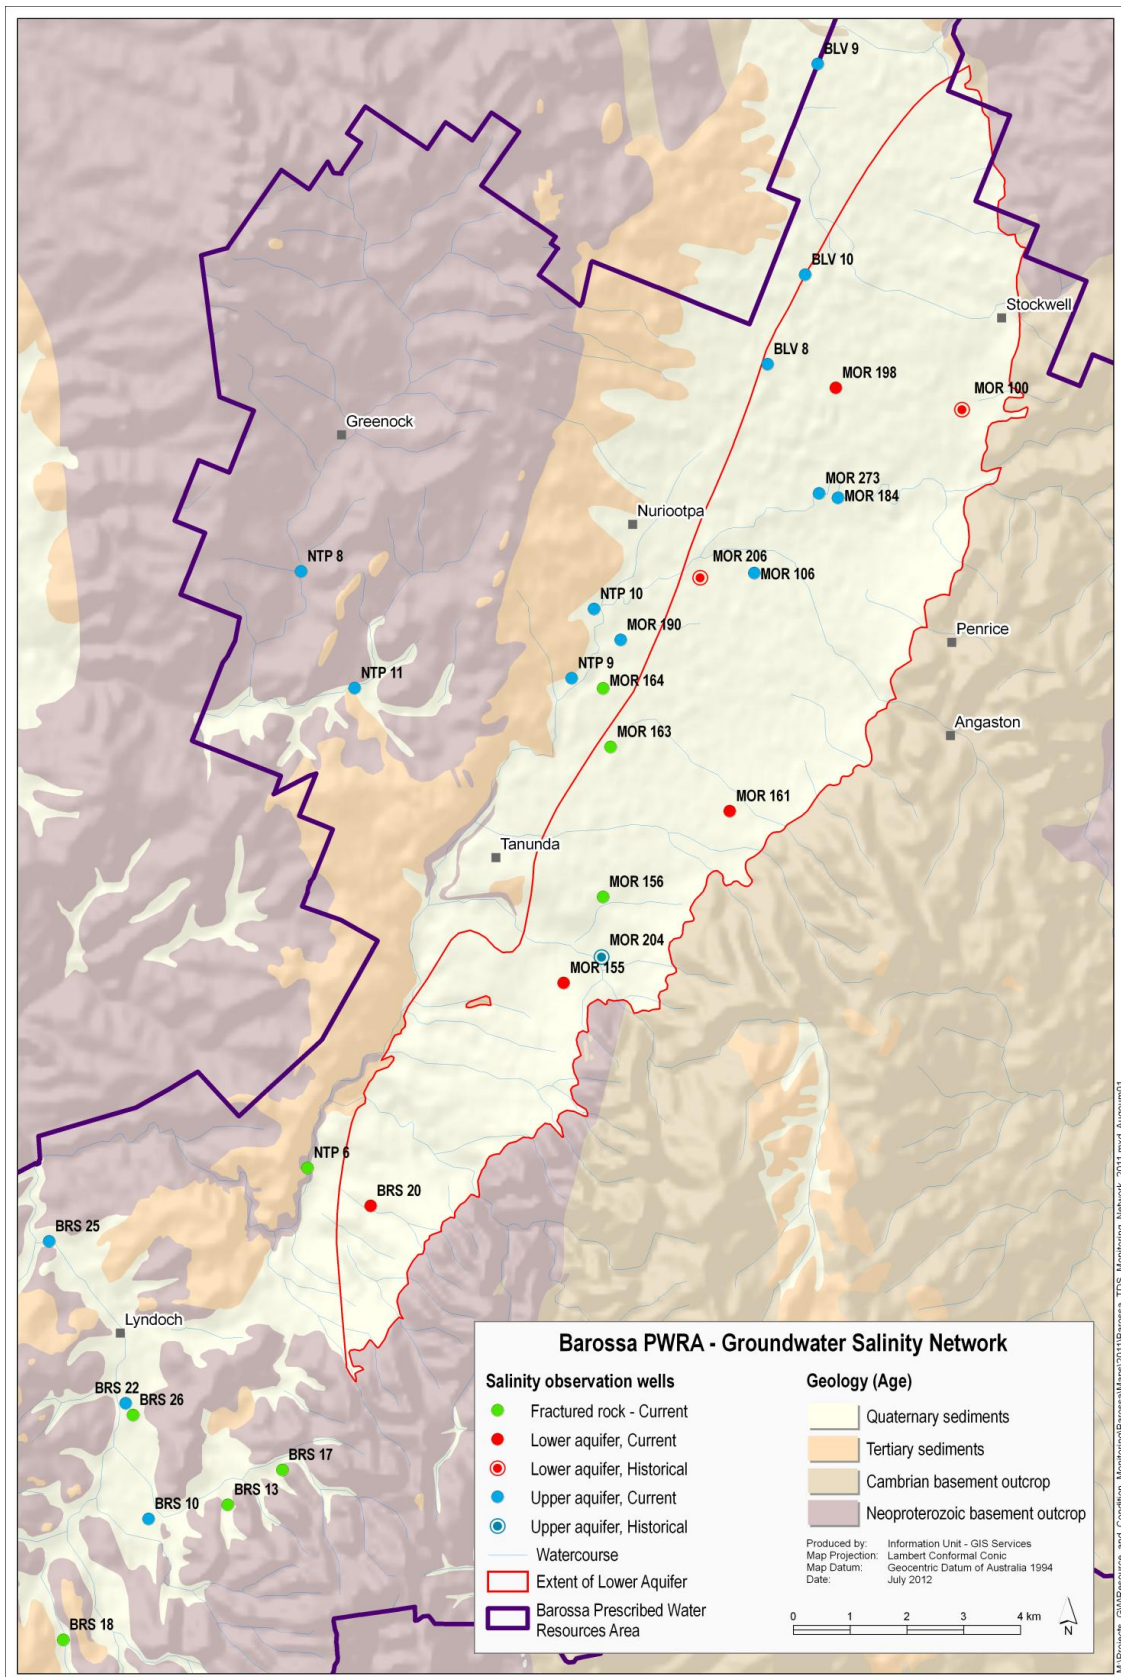 BLV 9
BLV 10
Stockwell
BLV 8
MOR 198
MOR 100
Greenock
MOR 273
MOR 184
Nuriootpa
NTP 8
MOR 206
MOR 106
NTP 10
MOR 190
Penrice
NTP 9
NTP 11
MOR 164
Angaston
MOR 163
MOR 161
Tanunda
MOR 156
MOR 204
MOR 155
NTP 6
BRS 20
BRS 25
Lyndoch
BRS 22
BRS 26
BRS 17
BRS 13
BRS 10
BRS 18
Barossa PWRA - Groundwater Salinity Network
Salinity observation wells
Fractured rock - Current
Lower aquifer, Current
Lower aquifer, Historical
Upper aquifer, Current
Upper aquifer, Historical
Watercourse
Extent of Lower Aquifer
Barossa Prescribed Water
Resources Area
Geology (Age)
Quaternary sediments
Tertiary sediments
Cambrian basement outcrop
Neoproterozoic basement outcrop
Produced by: Information Unit - GIS Services
Map Projection: Lambert Conformal Conic
Map Datum: Geocentric Datum of Australia 1994
Date: July 2012
0 1 2 3 4 km
N